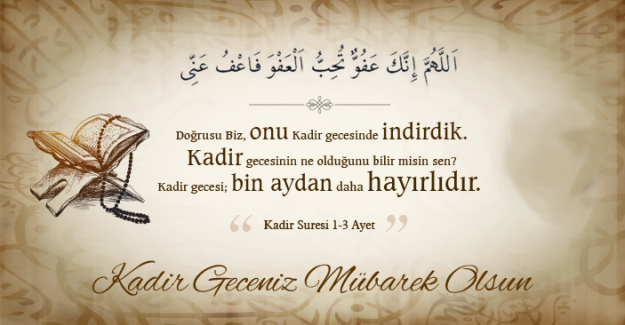 اَللَّهُمَّ إِنَّكَ عَفُوٌّ تُحِبُّ الْعَفْوَ فَاعْفُ عَنِّى
Doğrusu Biz, onu Kadir gecesinde indirdik.
Kadir gecesinin ne olduğunu bilir misin sen?
Kadir gecesi; bin aydan daha hayırlıdır.
“ Kadir Suresi 1-3 Ayet ”
Kadir Geceniz Mübarek Olsun